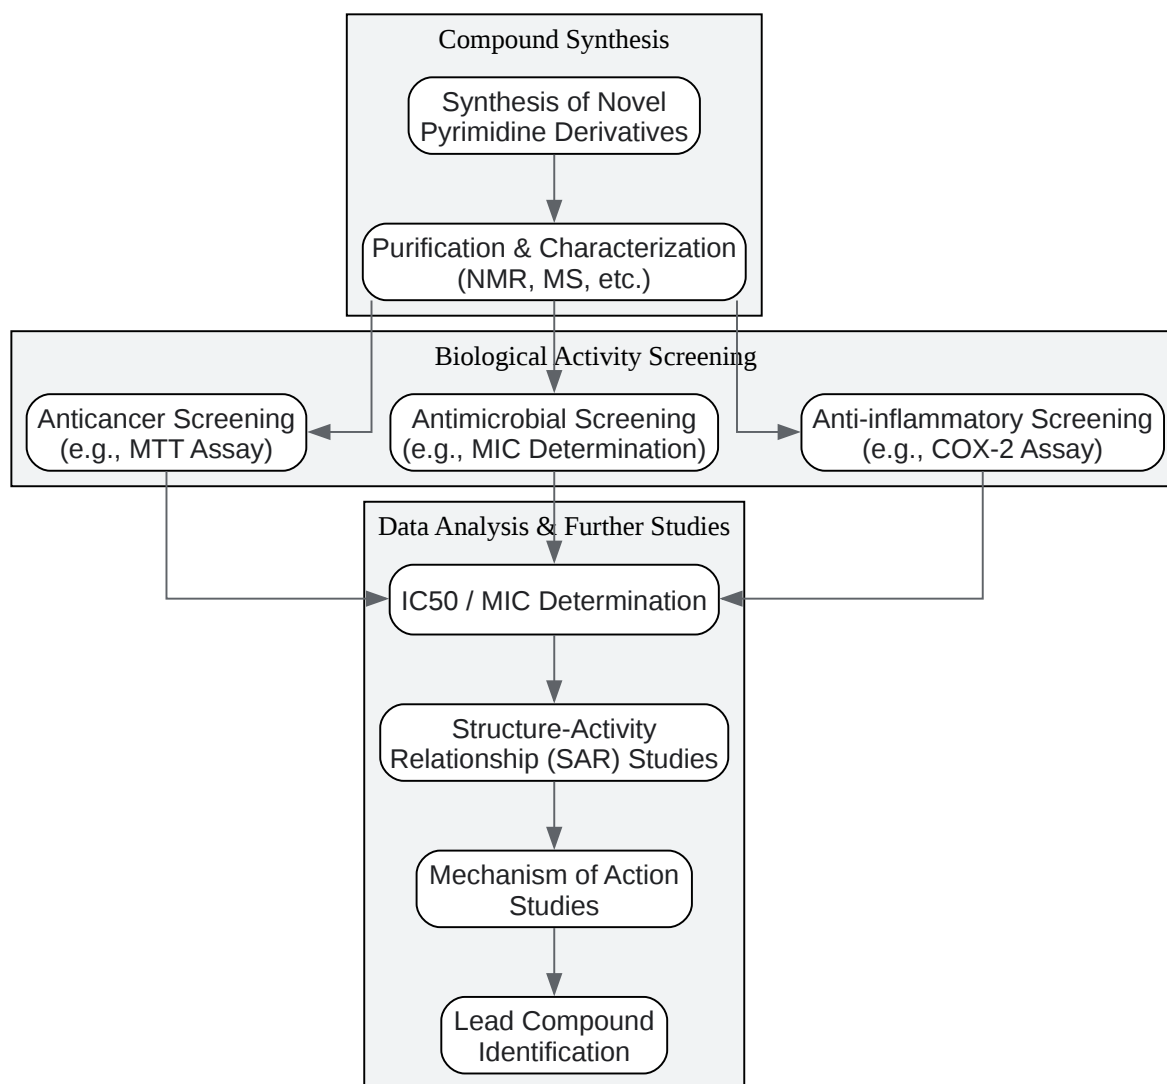 Compound Synthesis
Synthesis of Novel
Pyrimidine Derivatives
Purification & Characterization
(NMR, MS, etc.)
Biological Activity Screening
Anticancer Screening
(e.g., MTT Assay)
Antimicrobial Screening
(e.g., MIC Determination)
Anti-inflammatory Screening
(e.g., COX-2 Assay)
Data Analysis & Further Studies
IC50 / MIC Determination
Structure-Activity
Relationship (SAR) Studies
Mechanism of Action
Studies
Lead Compound
Identification